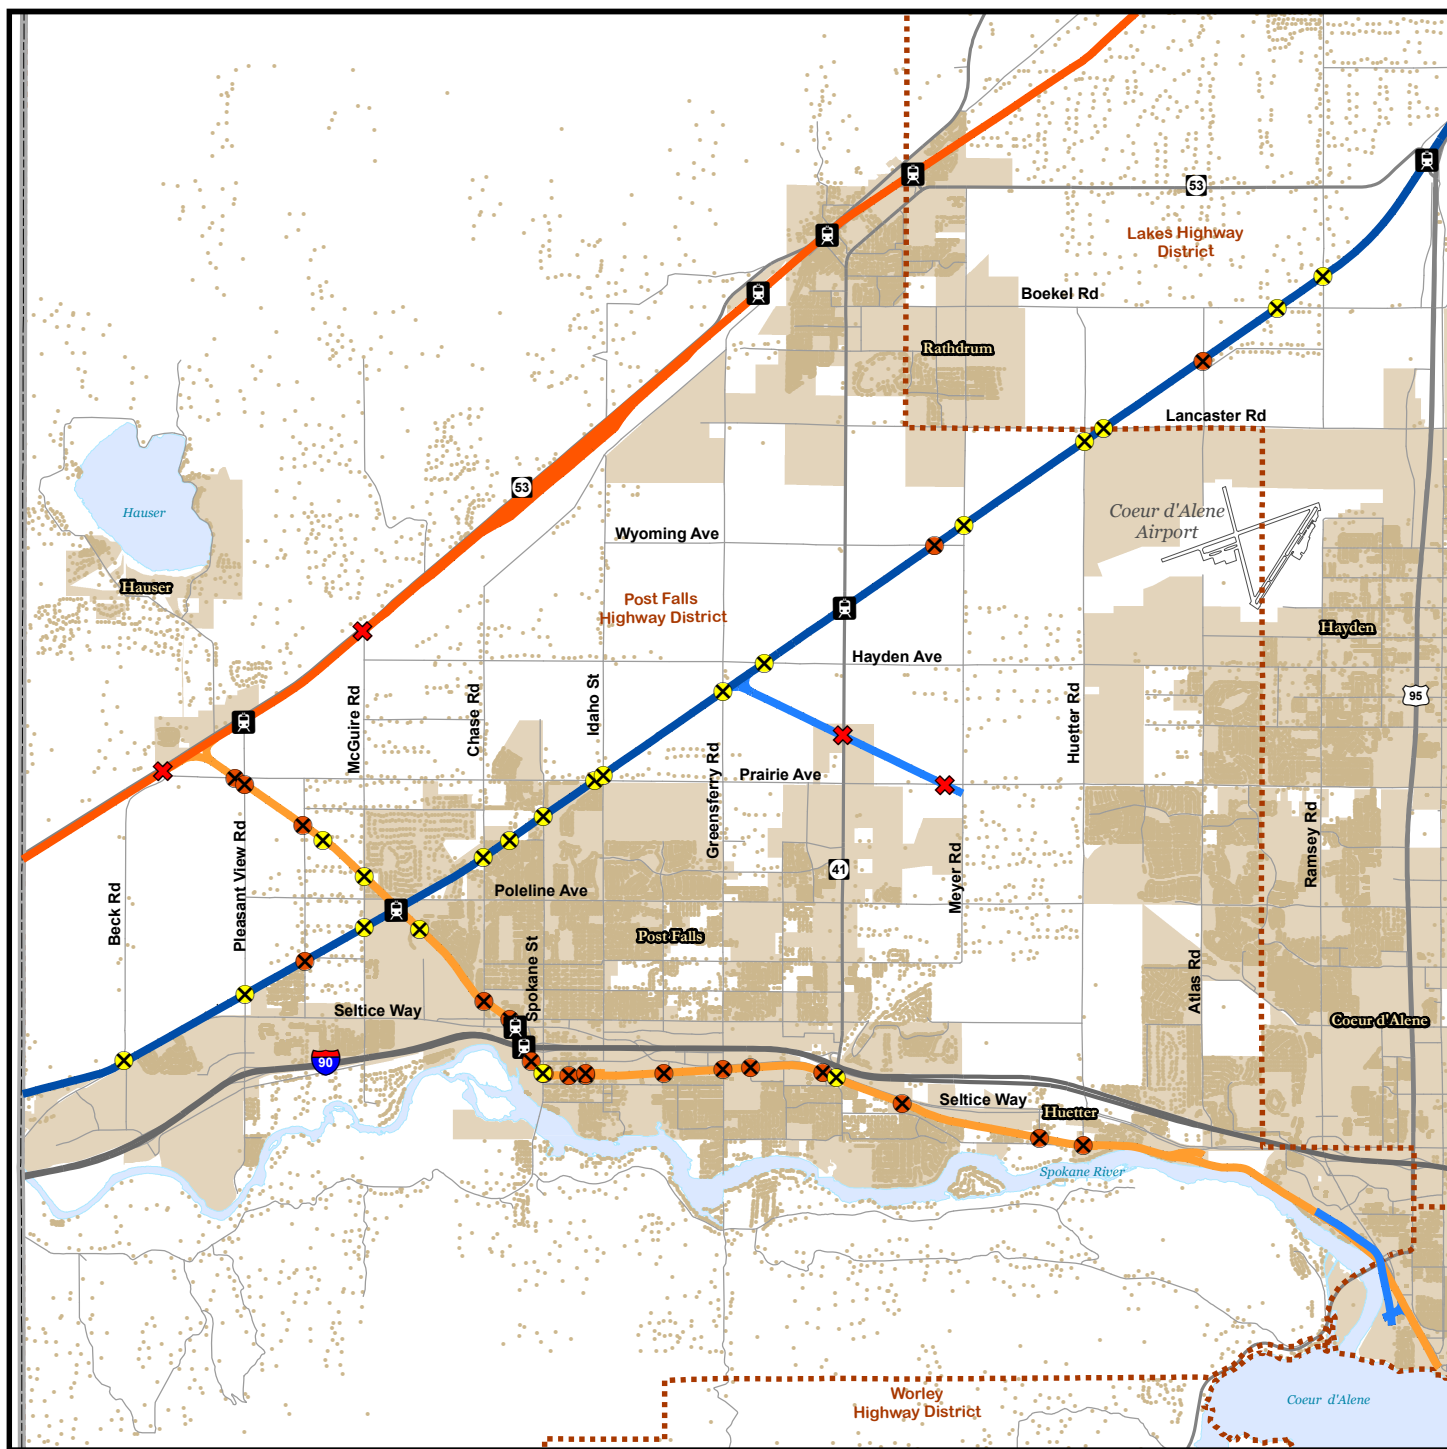 53
Lakes Highway
District
Boekel Rd
Rathdrum
Lancaster Rd
53
Hauser
Coeur d'Alene
Airport
Wyoming Ave
Hauser
Post Falls
Highway District
Hayden
Hayden Ave
McGuire Rd
Chase Rd
Idaho St
Huetter Rd
95
Prairie Ave
Greensferry Rd
Pleasant View Rd
Ramsey Rd
41
Beck Rd
Poleline Ave
Meyer Rd
Post Falls
Spokane St
Atlas Rd
Seltice Way
Coeur d'Alene
90
Seltice Way
Huetter
Spokane River
Worley
Highway District
Coeur d'Alene